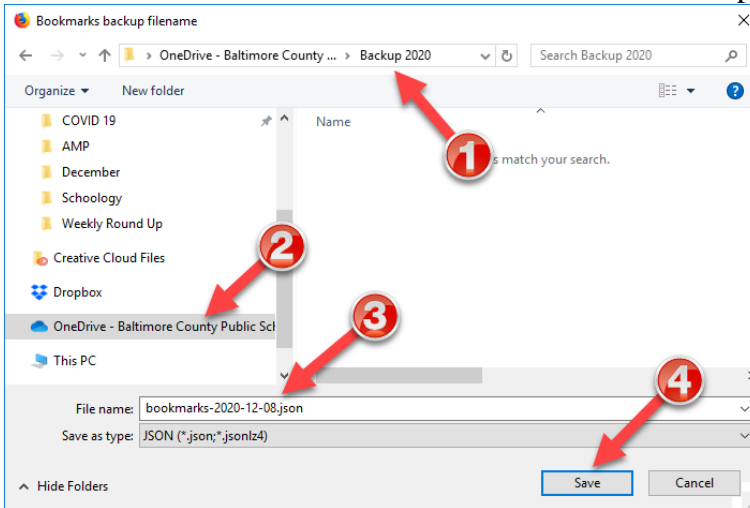 Bookmarks backup filename
> OneDrive - Baltimore County ... > Backup 2020
Search Backup 2020
Organize
New folder
COVID 19
AMP
December
Schoology
Weekly Round Up
Creative Cloud Files
Dropbox
OneDrive - Baltimore County Public Sch
This PC
Name
s match your search.
1
2
3
4
File name: bookmarks-2020-12-08.json
Save as type: JSON (*.json;*.jsonlz4)
Hide Folders
Save
Cancel